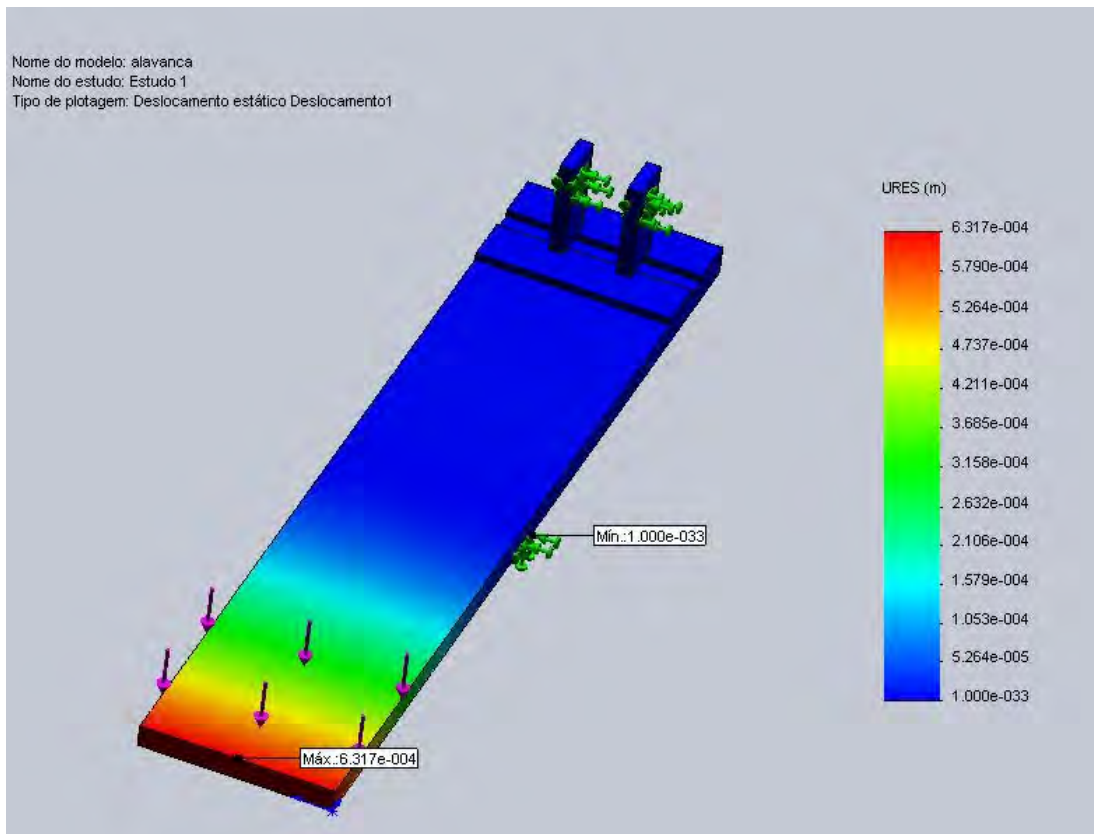 Nome do modelo: alavanca
Nome do estudo: Estudo 1
Tipo de plotagem: Deslocamento estático Deslocamento1
URES (m)
6.317e-004
5.790e-004
5.264e-004
4.737e-004
4.211e-004
3.685e-004
3.158e-004
2.632e-004
2.106e-004
1.579e-004
1.053e-004
5.264e-005
1.000e-033
Mín.:1.000e-033
Máx.:6.317e-004